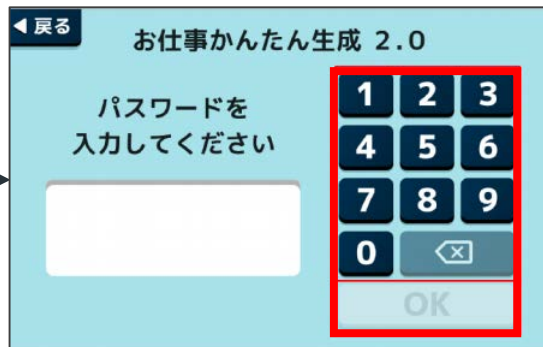 ◀戻る
お仕事かんたん生成 2.0
パスワードを
入力してください
1 2 3
4 5 6
7 8 9
0
OK